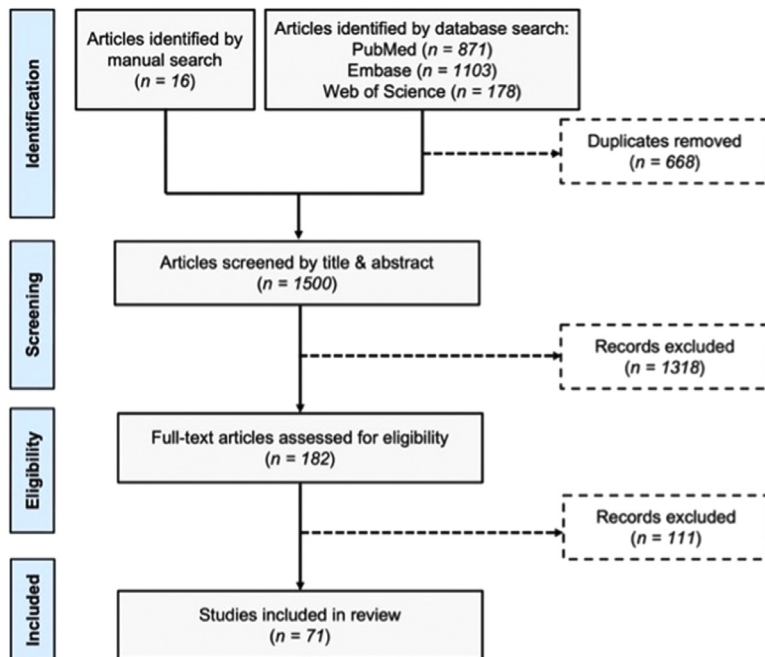 Identification
Articles identified by
manual search
(n = 16)
Articles identified by database search:
PubMed (n = 871)
Embase (n = 1103)
Web of Science (n = 178)
Duplicates removed
(n = 668)
Screening
Articles screened by title & abstract
(n = 1500)
Records excluded
(n = 1318)
Eligibility
Full-text articles assessed for eligibility
(n = 182)
Records excluded
(n = 111)
Included
Studies included in review
(n = 71)